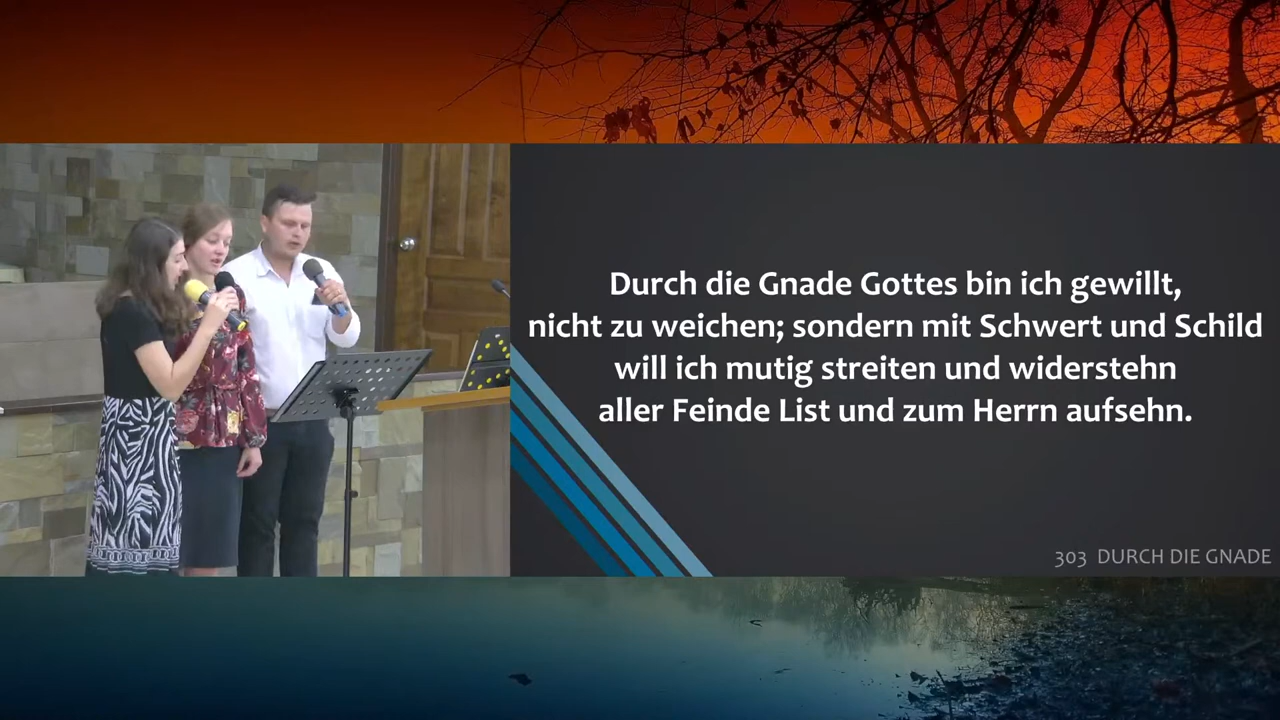 Durch die Gnade Gottes bin ich gewillt,
nicht zu weichen; sondern mit Schwert und Schild
will ich mutig streiten und widerstehn
aller Feinde List und zum Herrn aufsehn.
303 DURCH DIE GNADE